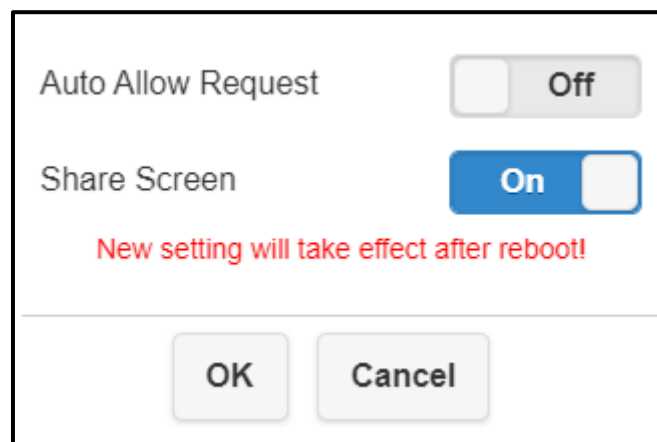 Auto Allow Request Off
Share Screen On
New setting will take effect after reboot!
OK Cancel